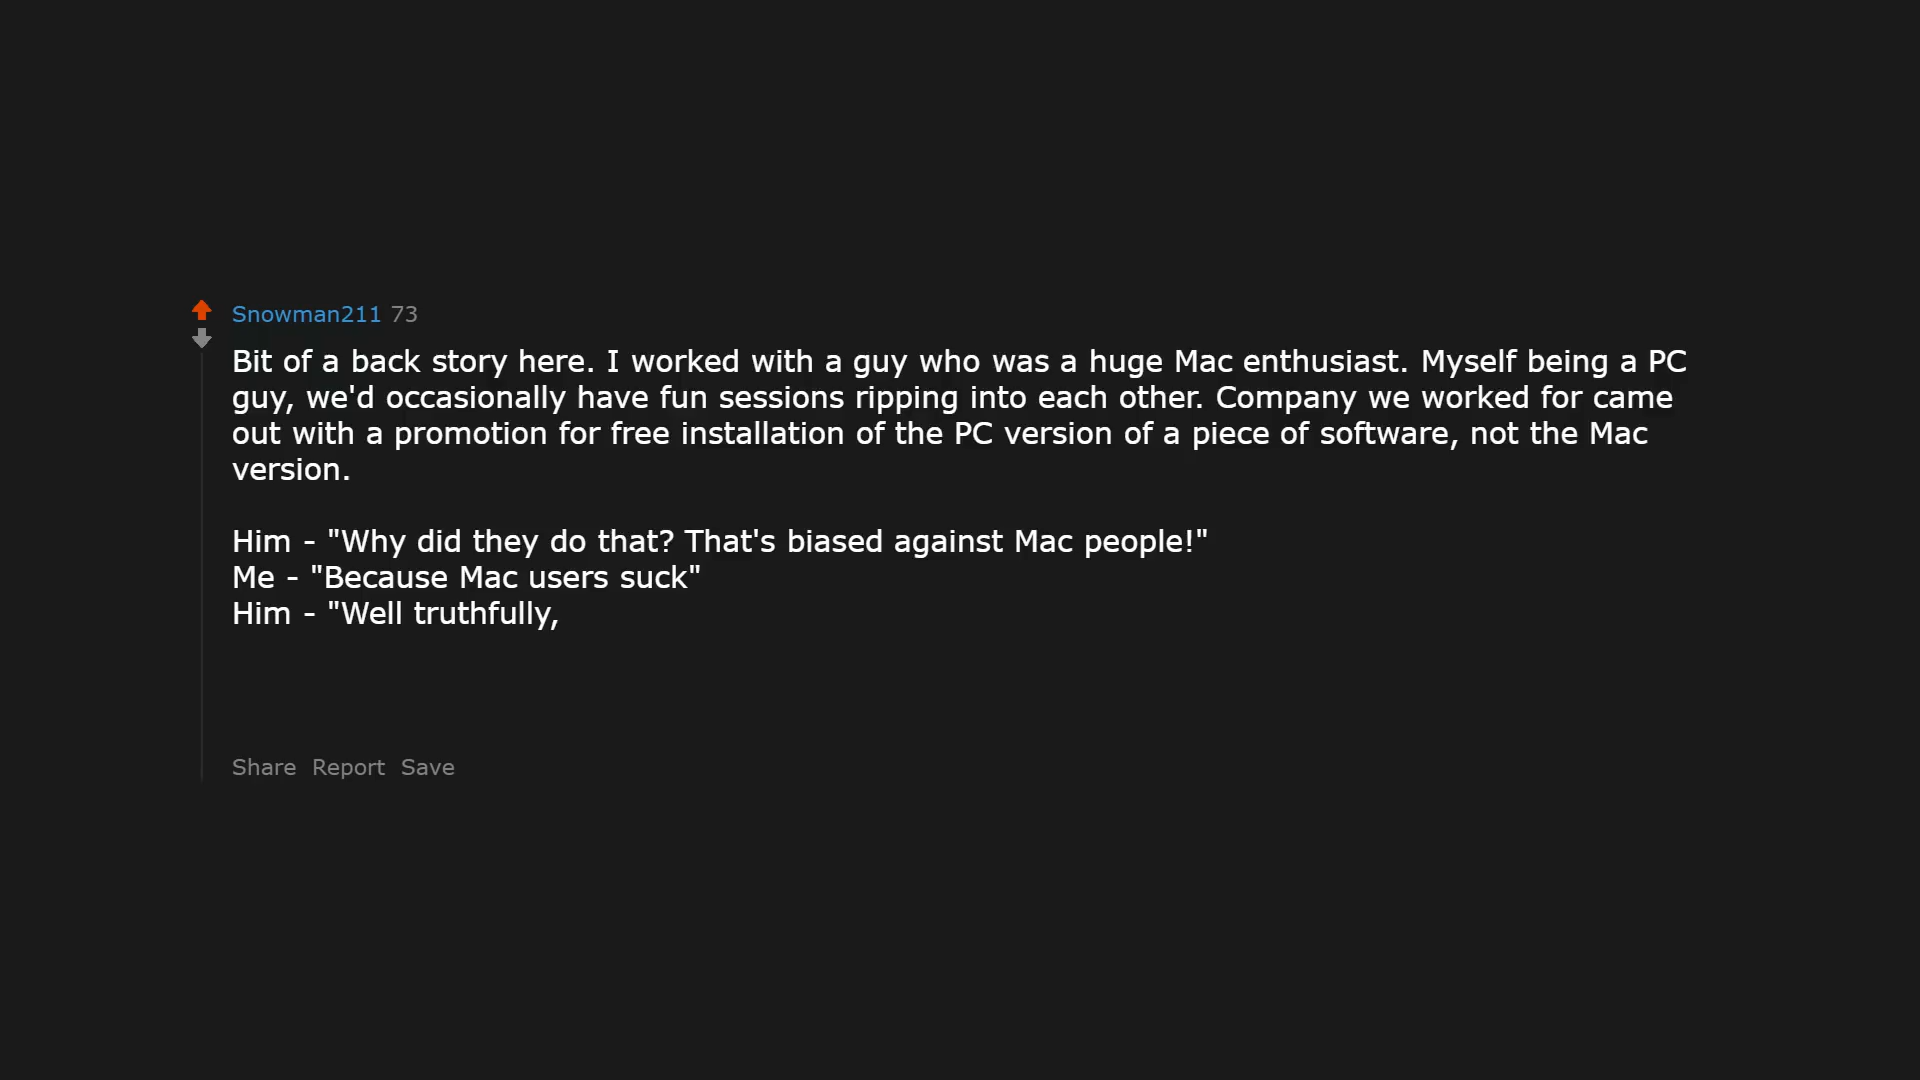 Snowman211 73
Bit of a back story here. I worked with a guy who was a huge Mac enthusiast. Myself being a PC
guy, we'd occasionally have fun sessions ripping into each other. Company we worked for came
out with a promotion for free installation of the PC version of a piece of software, not the Mac
version.
Him - "Why did they do that? That's biased against Mac people!"
Me - "Because Mac users suck"
Him - "Well truthfully,
Share Report Save